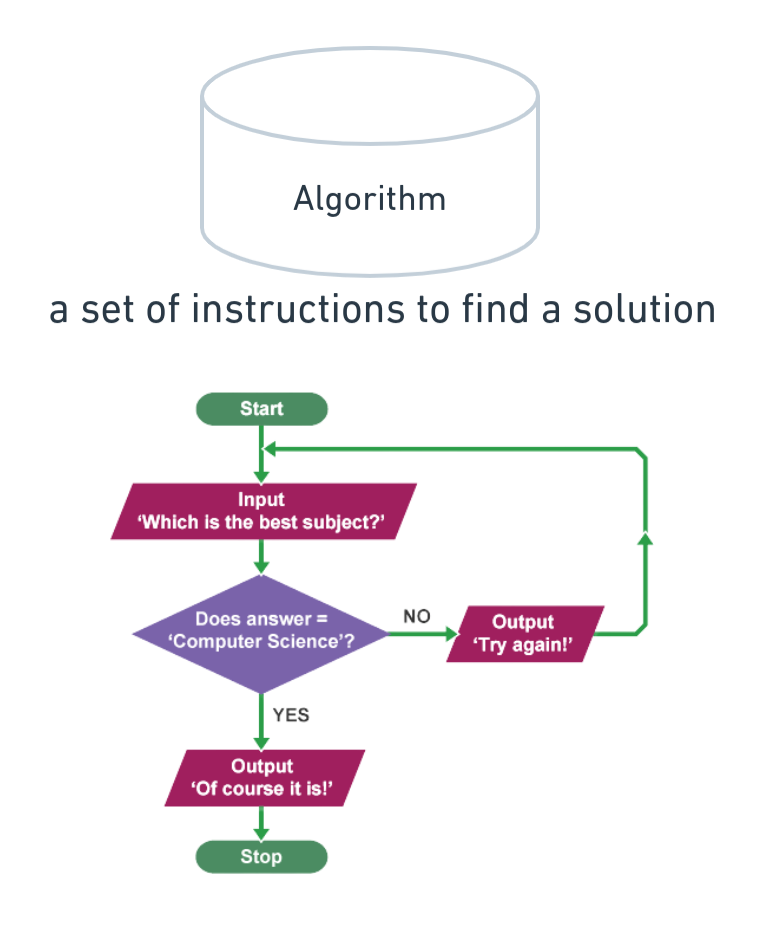 Algorithm
a set of instructions to find a solution
Start
Input
‘Which is the best subject?’
Does answer =
‘Computer Science’?
NO
Output
‘Try again!’
YES
Output
‘Of course it is!’
Stop